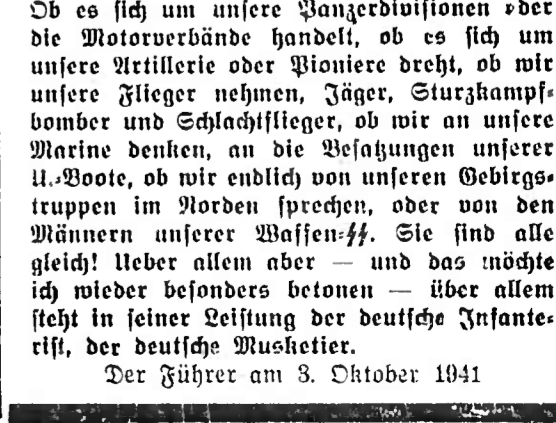 Ob es sich um unsere Panzerdivisionen oder
die Motorverbände handelt, ob es sich um
unsere Artillerie oder Pioniere dreht, ob wir
unsere Flieger nehmen, Jäger, Sturzkampf-
bomber und Schlachtflieger, ob wir an unsere
Marine denken, an die Besatzungen unserer
U.-Boote, ob wir endlich von unseren Gebirgs-
truppen im Norden sprechen, oder von den
Männern unserer Waffen-SS. Sie sind alle
gleich! Ueber allem aber — und das möchte
ich wieder besonders betonen — über allem
steht in seiner Leistung der deutsche Infante-
rist, der deutsche Musketier.
Der Führer am 3. Oktober 1941